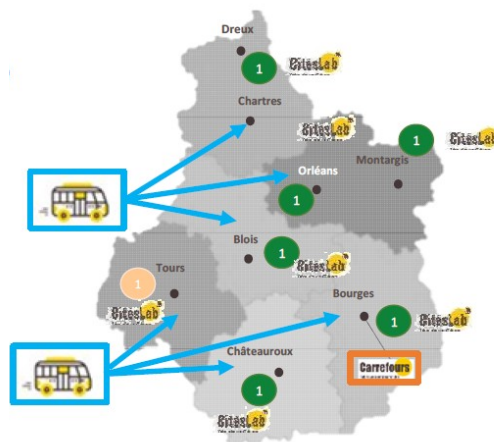 Dreux
1
CitésLab
Chartres
CitésLab
1
CitésLab
Orléans
Montargis
1
Blois
1
CitésLab
Tours
1
CitésLab
Bourges
1
CitésLab
Châteauroux
Carrefours
1
CitésLab